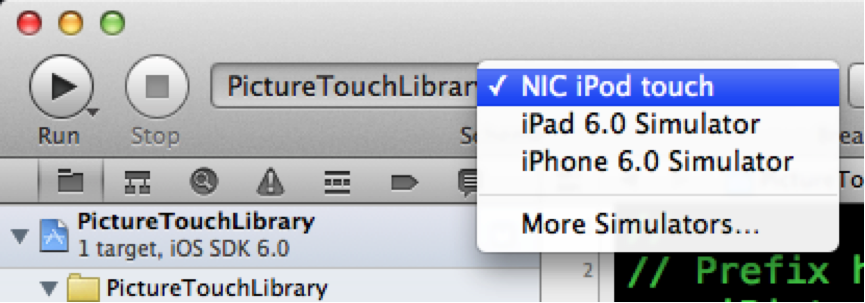 PictureTouchLibrary
✓ NIC iPod touch
iPad 6.0 Simulator
iPhone 6.0 Simulator
More Simulators...
Run
Stop
PictureTouchLibrary
1 target, iOS SDK 6.0
PictureTouchLibrary
2
// Prefix